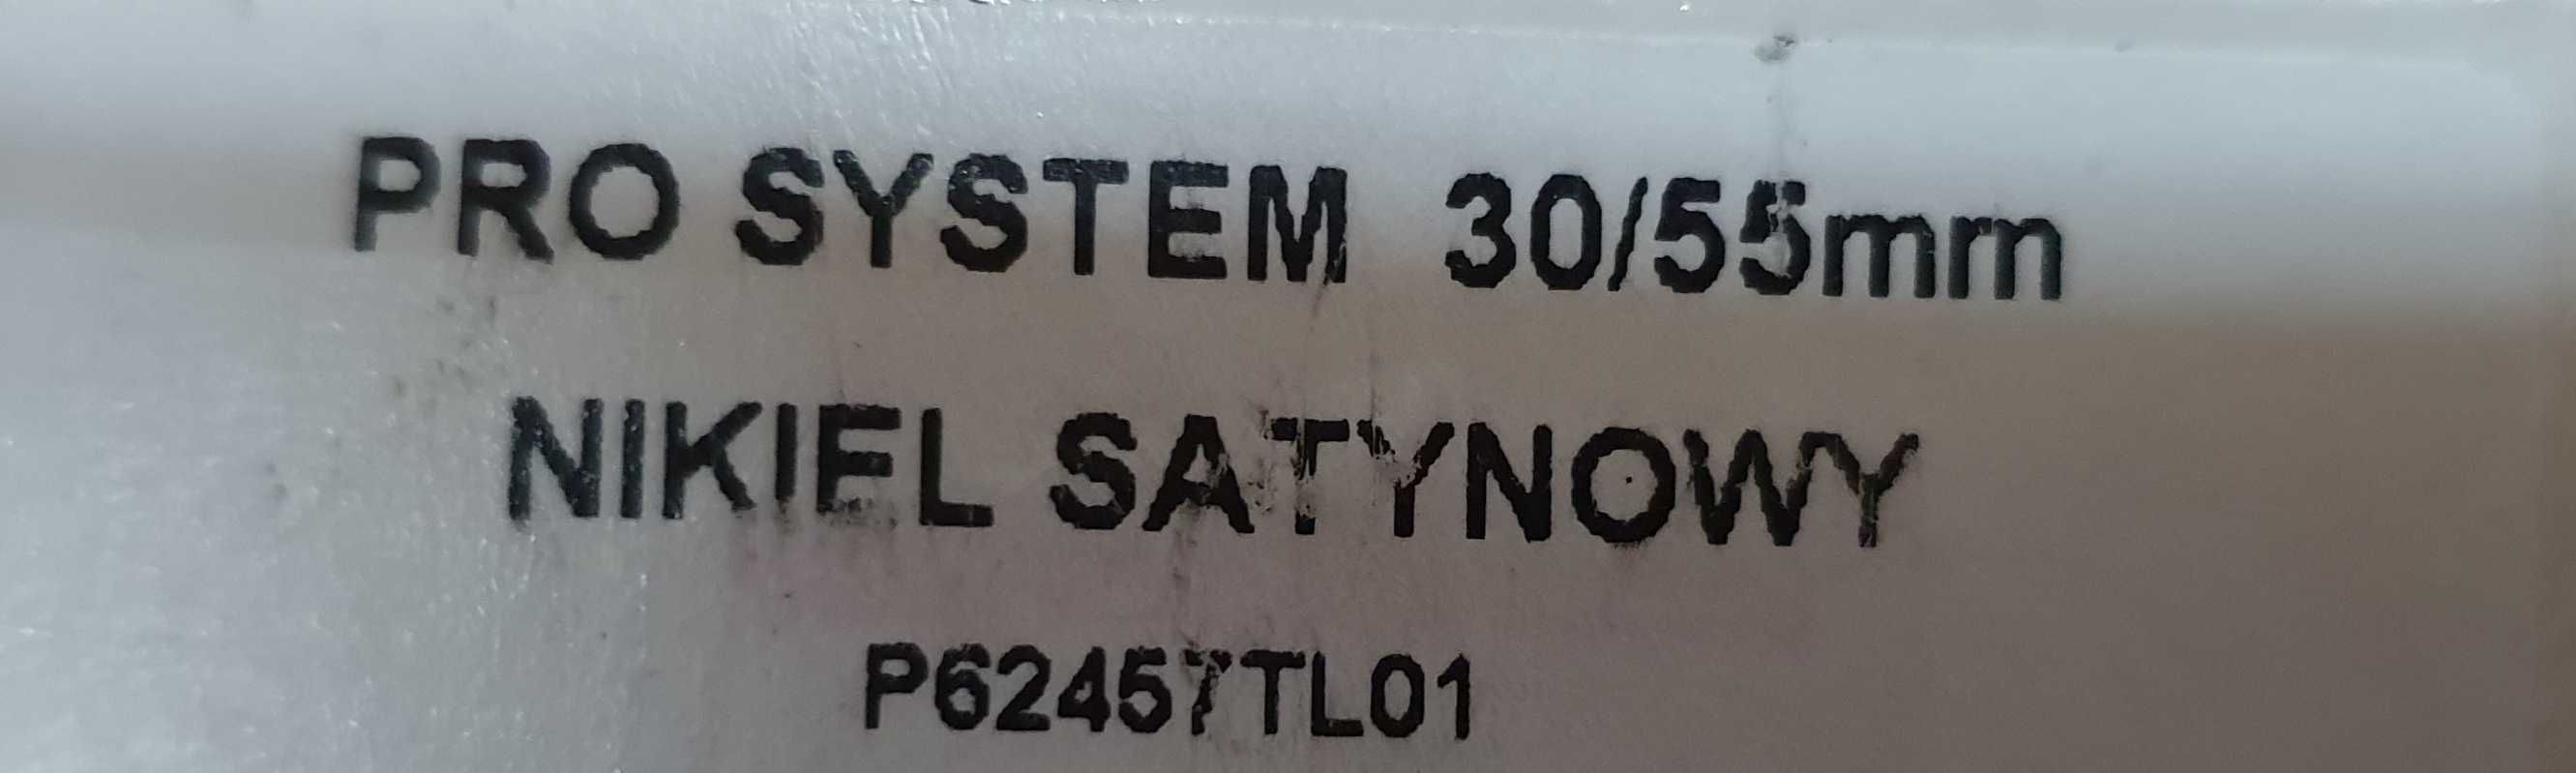 PRO SYSTEM 30/55mm
NIKIEL SATYNOWY
P62457TL01